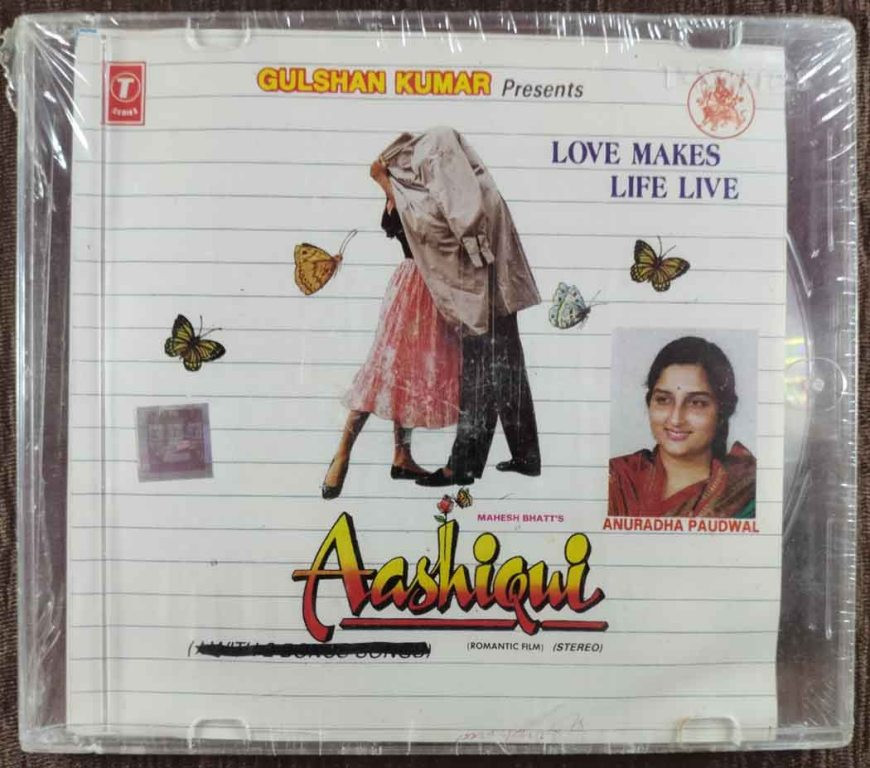 T
SERIES
GULSHAN KUMAR Presents
LOVE MAKES
LIFE LIVE
ANURADHA PAUDWAL
MAHESH BHATT'S
Aashiqui
(ROMANTIC FILM) (STEREO)